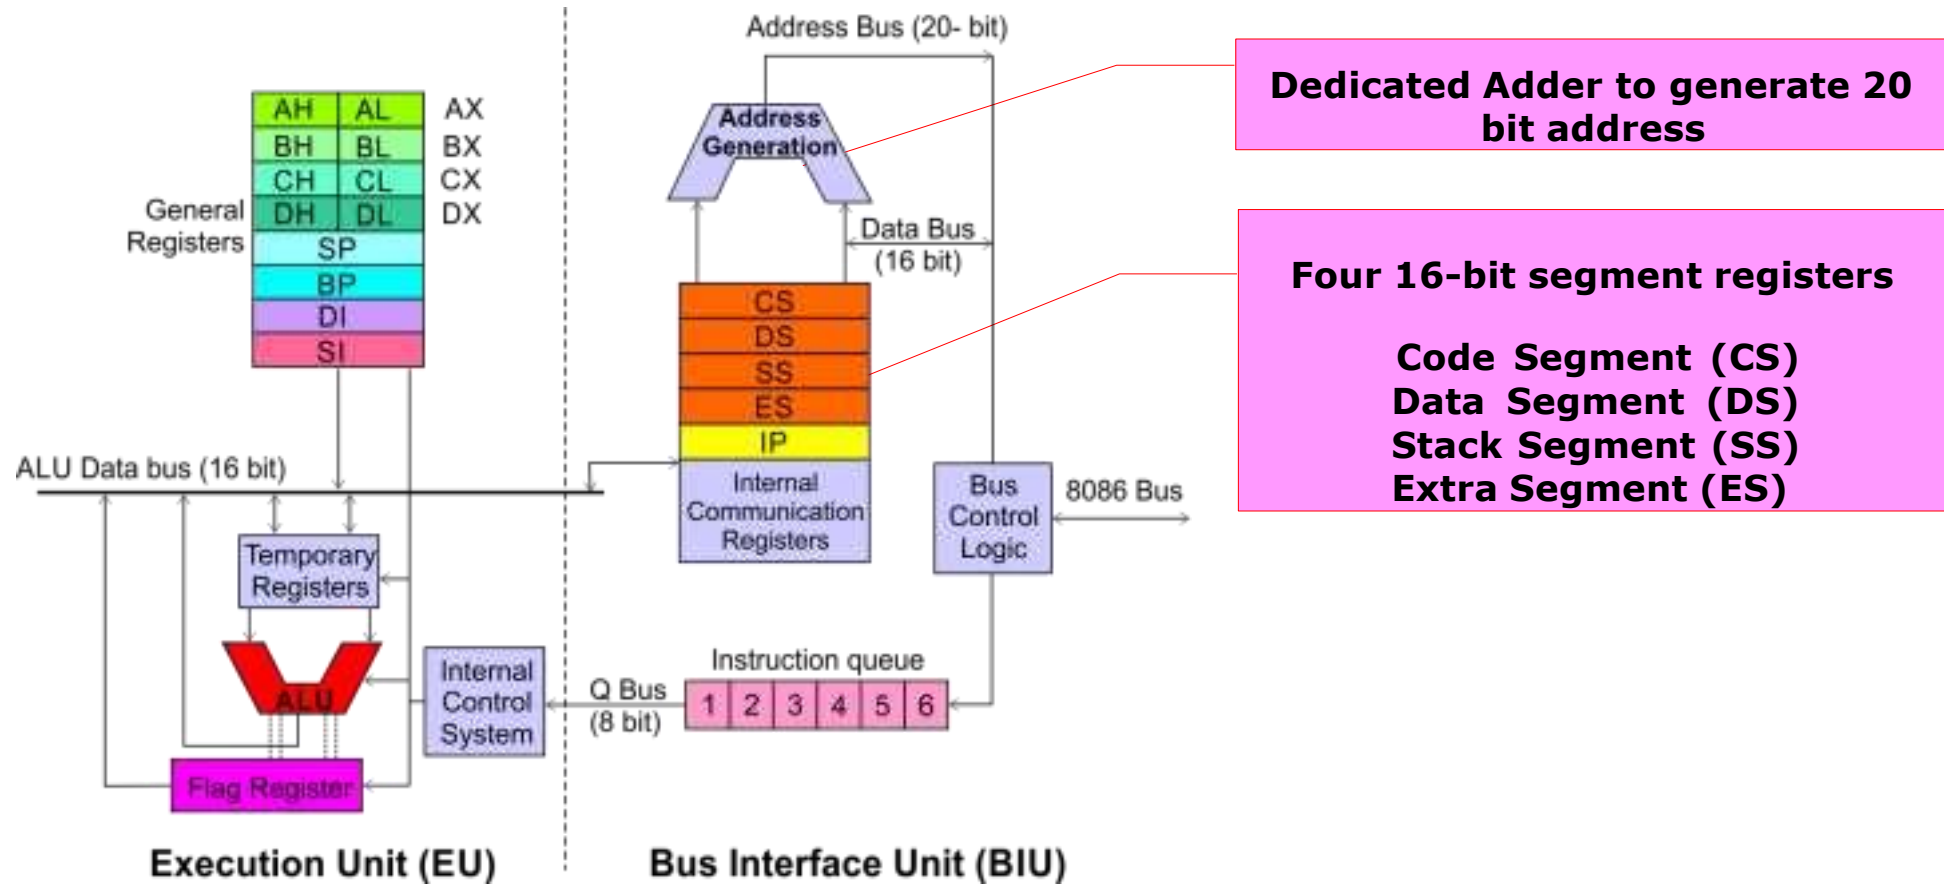 Address Bus (20- bit)
AH AL AX
BH BL BX
CH CL CX
DH DL DX
General
Registers
SP
BP
DI
SI
Address
Generation
Data Bus
(16 bit)
CS
DS
SS
ES
IP
Internal
Communication
Registers
ALU Data bus (16 bit)
Bus
Control
Logic
8086 Bus
Temporary
Registers
ALU
Internal
Control
System
Q Bus
(8 bit)
Instruction queue
1 2 3 4 5 6
Flag Register
Execution Unit (EU)
Bus Interface Unit (BIU)
Dedicated Adder to generate 20
bit address
Four 16-bit segment registers
Code Segment (CS)
Data Segment (DS)
Stack Segment (SS)
Extra Segment (ES)